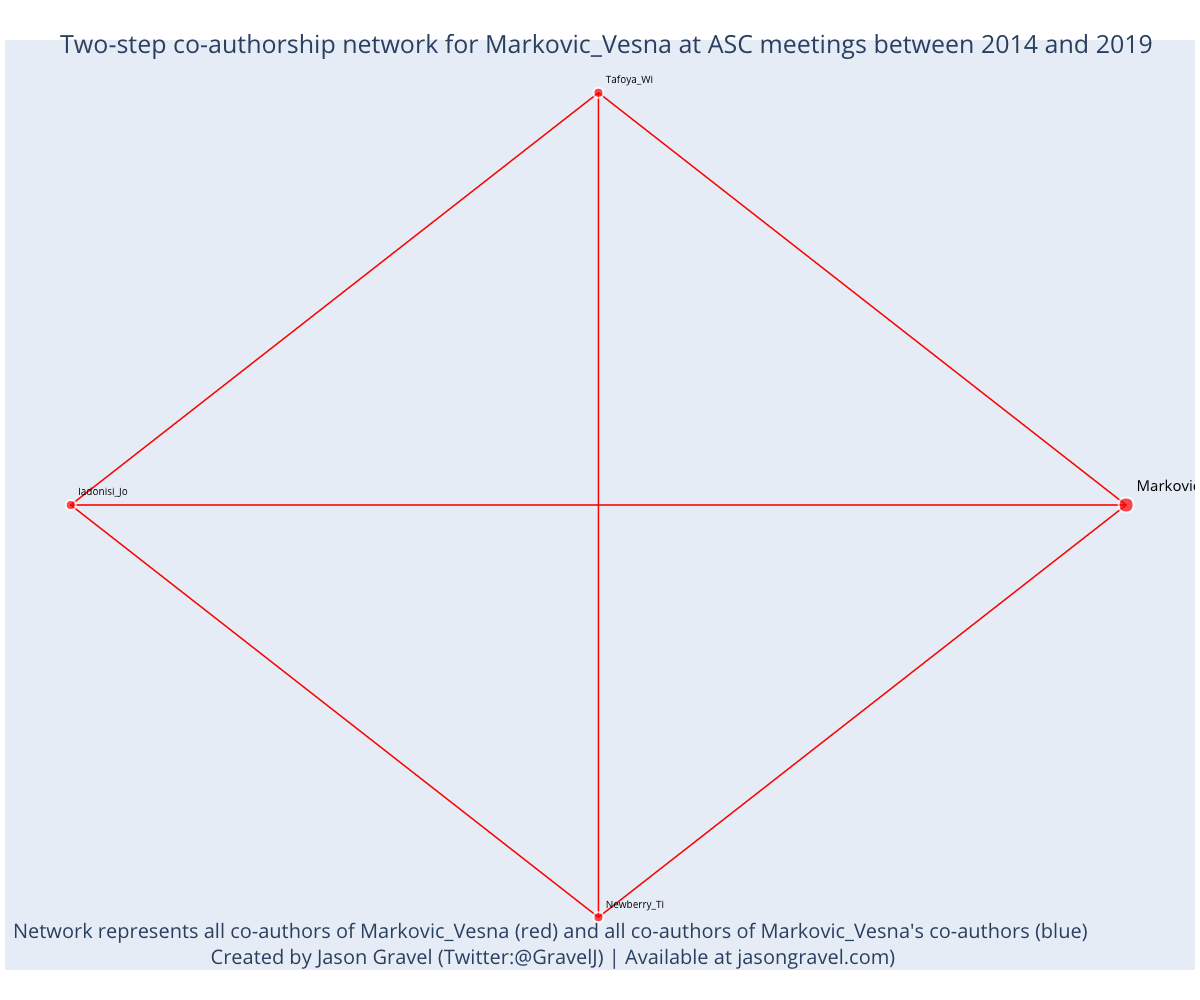 Two-step co-authorship network for Markovic_Vesna at ASC meetings between 2014 and 2019
Tafoya_Wi
Markovic
Iadonisi_Jo
Newberry_Ti
Network represents all co-authors of Markovic_Vesna (red) and all co-authors of Markovic_Vesna's co-authors (blue)
Created by Jason Gravel (Twitter:@GravelJ) | Available at jasongravel.com)